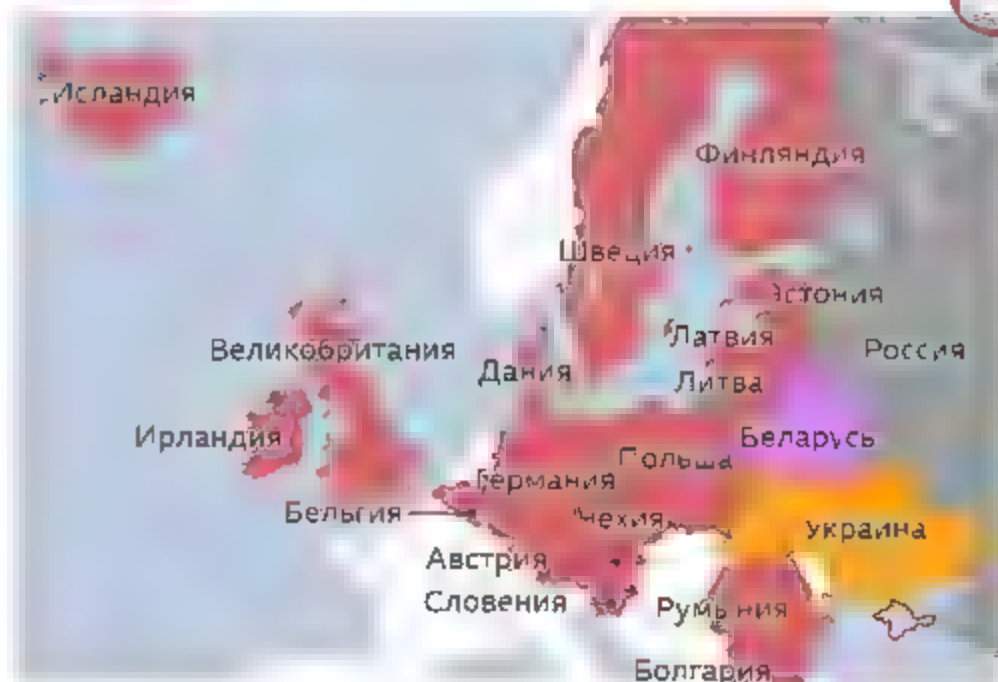 Исландия
Финляндия
Швеция
Эстония
Великобритания
Латвия
Россия
Дания
Литва
Ирландия
Беларусь
Польша
Германия
Бельгия
Чехия
Украина
Австрия
Словения
Румыния
Болгария